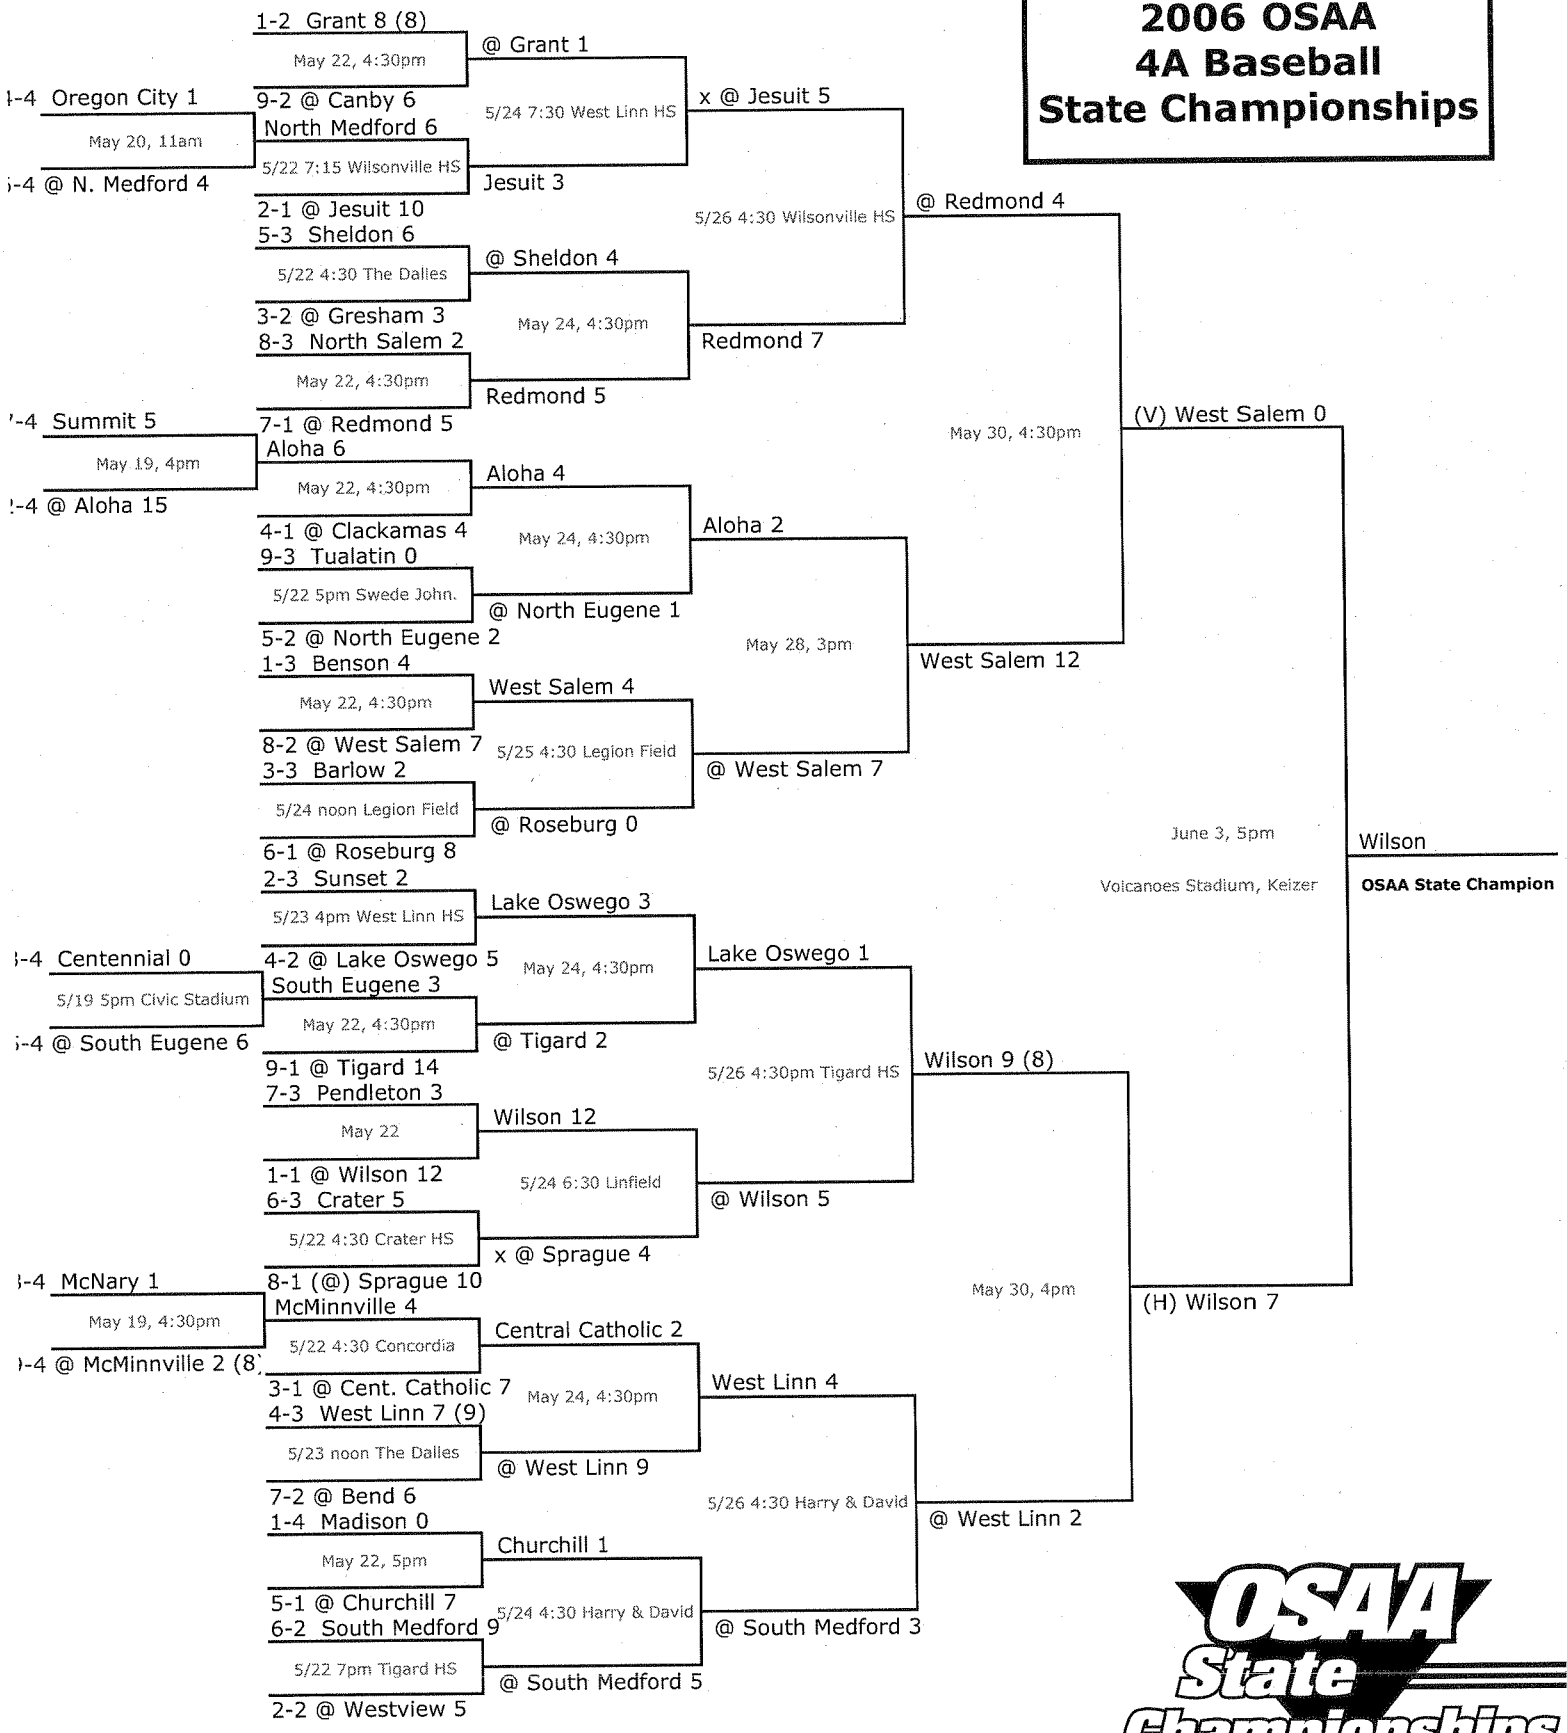 2006 OSAA
4A Baseball
State Championships
1-2 Grant 8 (8)
May 22, 4:30pm
9-2 @ Canby 6
@ Grant 1
4-4 Oregon City 1
May 20, 11am
5-4 @ N. Medford 4
North Medford 6
5/22 7:15 Wilsonville HS
2-1 @ Jesuit 10
Jesuit 3
5/24 7:30 West Linn HS
x @ Jesuit 5
5-3 Sheldon 6
5/22 4:30 The Dalles
3-2 @ Gresham 3
@ Sheldon 4
May 24, 4:30pm
8-3 North Salem 2
May 22, 4:30pm
7-1 @ Redmond 5
Redmond 5
Redmond 7
5/26 4:30 Wilsonville HS
@ Redmond 4
-4 Summit 5
May 19, 4pm
-4 @ Aloha 15
Aloha 6
May 22, 4:30pm
4-1 @ Clackamas 4
Aloha 4
May 24, 4:30pm
9-3 Tualatin 0
5/22 5pm Swede John.
5-2 @ North Eugene 2
@ North Eugene 1
Aloha 2
May 28, 3pm
1-3 Benson 4
May 22, 4:30pm
8-2 @ West Salem 7
West Salem 4
5/25 4:30 Legion Field
3-3 Barlow 2
5/24 noon Legion Field
6-1 @ Roseburg 8
@ Roseburg 0
@ West Salem 7
West Salem 12
May 30, 4:30pm
(V) West Salem 0
June 3, 5pm
Volcanoes Stadium, Keizer
Wilson
OSAA State Champion
2-3 Sunset 2
5/23 4pm West Linn HS
4-2 @ Lake Oswego 5
Lake Oswego 3
May 24, 4:30pm
-4 Centennial 0
5/19 5pm Civic Stadium
-4 @ South Eugene 6
South Eugene 3
May 22, 4:30pm
9-1 @ Tigard 14
@ Tigard 2
Lake Oswego 1
5/26 4:30pm Tigard HS
7-3 Pendleton 3
May 22
1-1 @ Wilson 12
Wilson 12
5/24 6:30 Linfield
6-3 Crater 5
5/22 4:30 Crater HS
8-1 (@) Sprague 10
x @ Sprague 4
@ Wilson 5
Wilson 9 (8)
May 30, 4pm
(H) Wilson 7
-4 McNary 1
May 19, 4:30pm
-4 @ McMinnville 2 (8)
McMinnville 4
5/22 4:30 Concordia
3-1 @ Cent. Catholic 7
Central Catholic 2
May 24, 4:30pm
4-3 West Linn 7 (9)
5/23 noon The Dalles
7-2 @ Bend 6
@ West Linn 9
West Linn 4
5/26 4:30 Harry & David
@ West Linn 2
1-4 Madison 0
May 22, 5pm
5-1 @ Churchill 7
Churchill 1
5/24 4:30 Harry & David
6-2 South Medford 9
5/22 7pm Tigard HS
2-2 @ Westview 5
@ South Medford 5
@ South Medford 3
OSAA
State
Championships